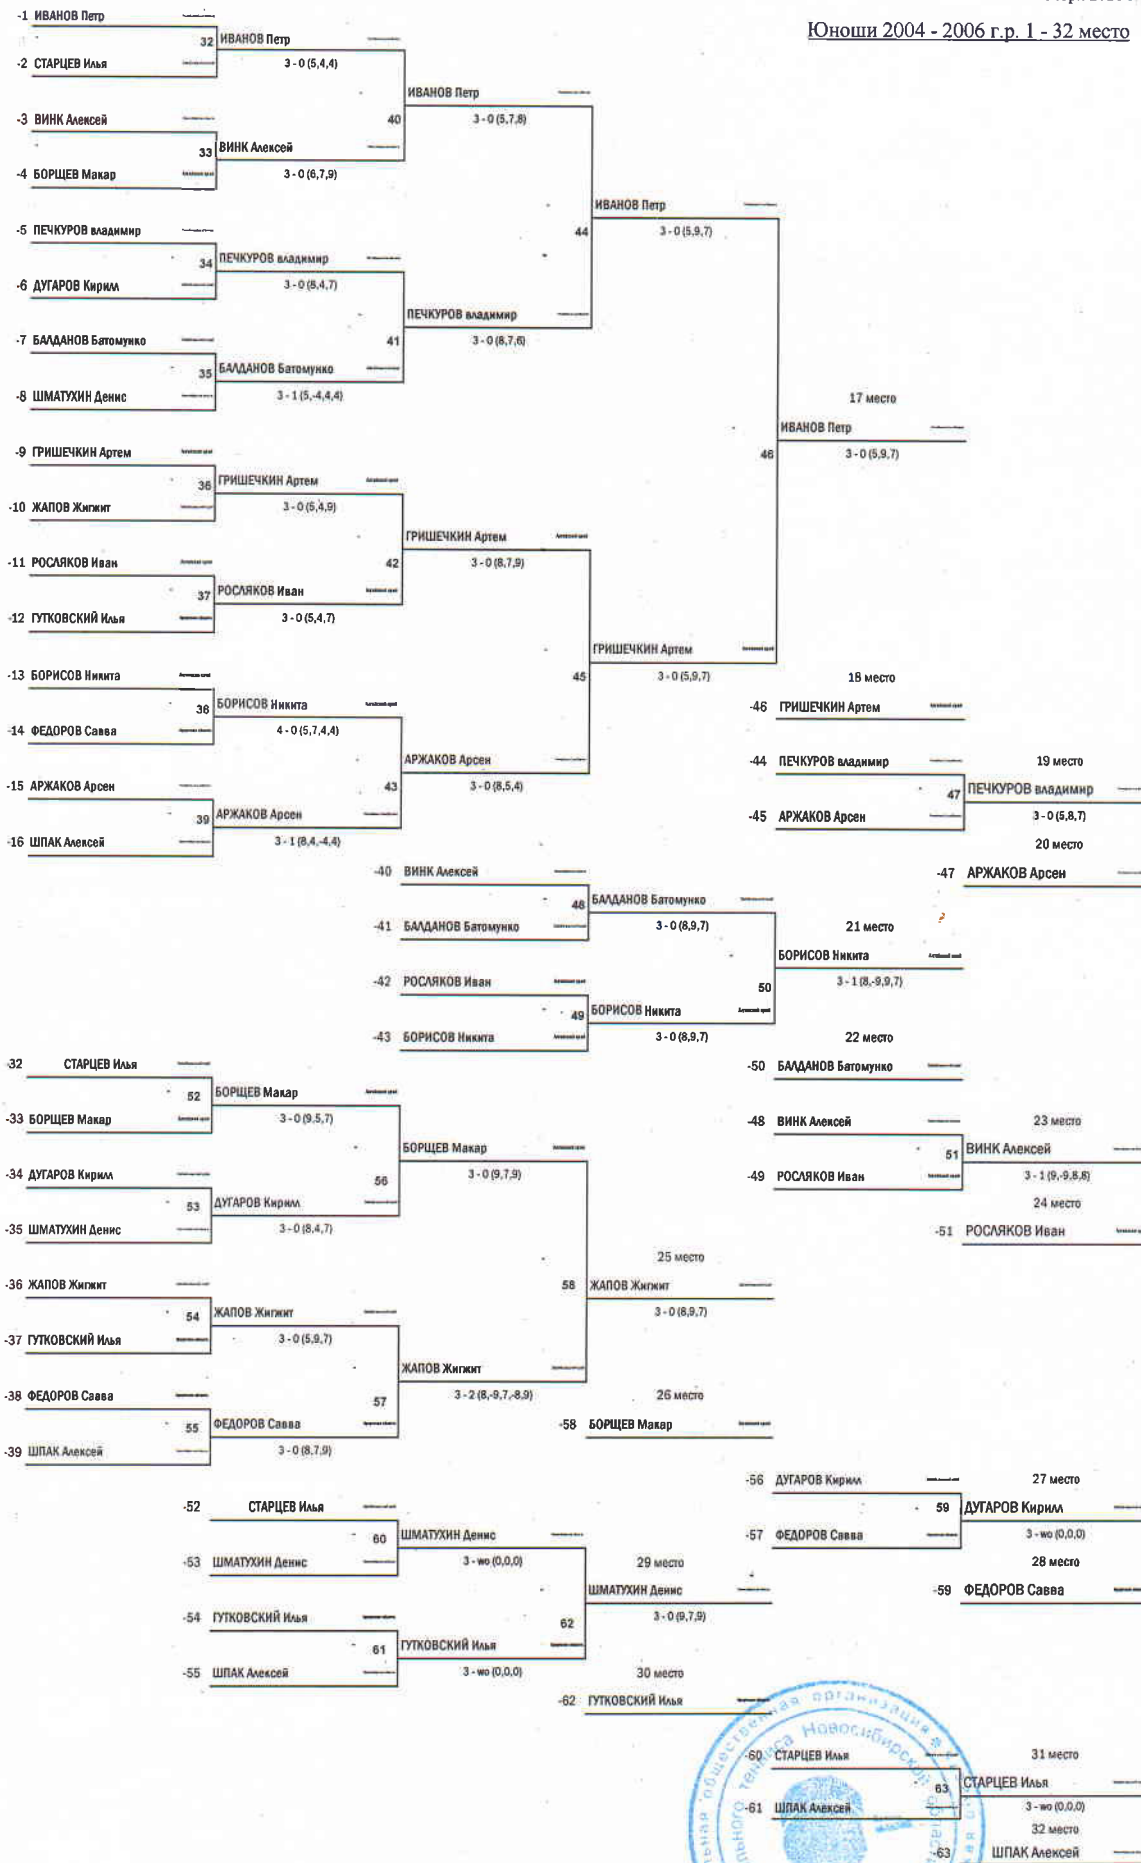 Юноши 2004 - 2006 г.р. 1 - 32 место
-1 ИВАНОВ Петр
32 ИВАНОВ Петр
-2 СТАРЦЕВ Илья
3 - 0 (5,4,4)
ИВАНОВ Петр
40
3 - 0 (5,7,8)
-3 ВИНК Алексей
33 ВИНК Алексей
-4 БОРЩЕВ Макар
3 - 0 (6,7,9)
ИВАНОВ Петр
44
3 - 0 (5,9,7)
-5 ПЕЧКУРОВ владимир
34 ПЕЧКУРОВ владимир
-6 ДУГАРОВ Кирилл
3 - 0 (8,4,7)
ПЕЧКУРОВ владимир
41
3 - 0 (8,7,6)
-7 БАЛДАНОВ Батомунко
35 БАЛДАНОВ Батомунко
-8 ШМАТУХИН Денис
3 - 1 (5,-4,4,4)
17 место
ИВАНОВ Петр
46
3 - 0 (5,9,7)
-9 ГРИШЕЧКИН Артем
36 ГРИШЕЧКИН Артем
-10 ЖАПОВ Жигжит
3 - 0 (5,4,9)
ГРИШЕЧКИН Артем
42
3 - 0 (8,7,9)
-11 РОСЛЯКОВ Иван
37 РОСЛЯКОВ Иван
-12 ГУТКОВСКИЙ Илья
3 - 0 (5,4,7)
ГРИШЕЧКИН Артем
45
3 - 0 (5,9,7)
-13 БОРИСОВ Никита
38 БОРИСОВ Никита
-14 ФЕДОРОВ Савва
4 - 0 (5,7,4,4)
АРЖАКОВ Арсен
43
3 - 0 (8,5,4)
-15 АРЖАКОВ Арсен
39 АРЖАКОВ Арсен
-16 ШПАК Алексей
3 - 1 (8,4,-4,4)
18 место
-46 ГРИШЕЧКИН Артем
-44 ПЕЧКУРОВ владимир
19 место
47 ПЕЧКУРОВ владимир
-45 АРЖАКОВ Арсен
3 - 0 (5,8,7)
20 место
-47 АРЖАКОВ Арсен
-40 ВИНК Алексей
48 БАЛДАНОВ Батомунко
-41 БАЛДАНОВ Батомунко
3 - 0 (8,9,7)
21 место
БОРИСОВ Никита
50
3 - 1 (8,-9,9,7)
-42 РОСЛЯКОВ Иван
49 БОРИСОВ Никита
-43 БОРИСОВ Никита
3 - 0 (8,9,7)
22 место
-50 БАЛДАНОВ Батомунко
-48 ВИНК Алексей
23 место
51 ВИНК Алексей
-49 РОСЛЯКОВ Иван
3 - 1 (9,-9,8,8)
24 место
-51 РОСЛЯКОВ Иван
-32 СТАРЦЕВ Илья
52 БОРЩЕВ Макар
-33 БОРЩЕВ Макар
3 - 0 (9,5,7)
БОРЩЕВ Макар
56
3 - 0 (9,7,9)
-34 ДУГАРОВ Кирилл
53 ДУГАРОВ Кирилл
-35 ШМАТУХИН Денис
3 - 0 (8,4,7)
25 место
58 ЖАПОВ Жигжит
3 - 0 (8,9,7)
-36 ЖАПОВ Жигжит
54 ЖАПОВ Жигжит
-37 ГУТКОВСКИЙ Илья
3 - 0 (5,9,7)
ЖАПОВ Жигжит
57
3 - 2 (8,-9,7,-8,9)
-38 ФЕДОРОВ Савва
55 ФЕДОРОВ Савва
-39 ШПАК Алексей
3 - 0 (8,7,9)
26 место
-58 БОРЩЕВ Макар
-56 ДУГАРОВ Кирилл
27 место
59 ДУГАРОВ Кирилл
-57 ФЕДОРОВ Савва
3 - wo (0,0,0)
28 место
-59 ФЕДОРОВ Савва
-52 СТАРЦЕВ Илья
60 ШМАТУХИН Денис
-53 ШМАТУХИН Денис
3 - wo (0,0,0)
29 место
ШМАТУХИН Денис
62
3 - 0 (9,7,9)
-54 ГУТКОВСКИЙ Илья
61 ГУТКОВСКИЙ Илья
-55 ШПАК Алексей
3 - wo (0,0,0)
30 место
-62 ГУТКОВСКИЙ Илья
-60 СТАРЦЕВ Илья
31 место
63 СТАРЦЕВ Илья
-61 ШПАК Алексей
3 - wo (0,0,0)
32 место
-63 ШПАК Алексей
общественная организация
тенниса Новосибирской